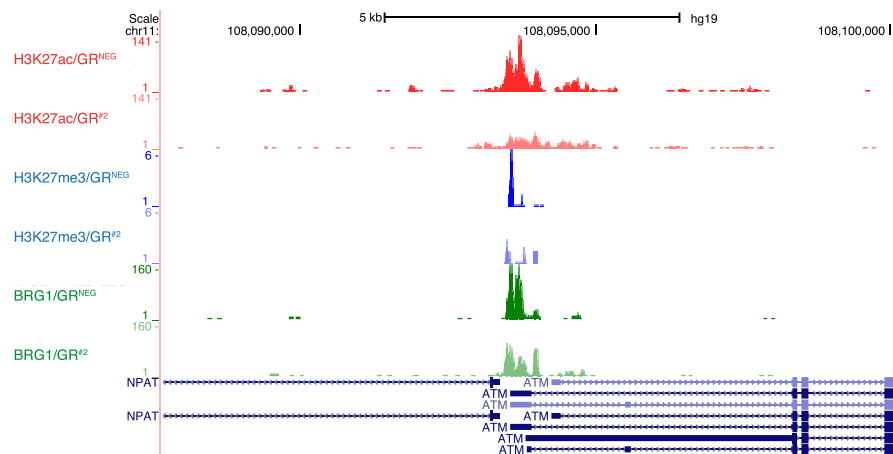 Scale 5 kb hg19
chr11: 108,090,000 108,095,000 108,100,000
141 -
H3K27ac/GRNEG
1 _
141 -
H3K27ac/GR#2
1 _
6 -
H3K27me3/GRNEG
1 _
6 -
H3K27me3/GR#2
1 _
160 -
BRG1/GRNEG
1 _
160 -
BRG1/GR#2
1 _
NPAT ATM
ATM
ATM
NPAT ATM
ATM
ATM
ATM